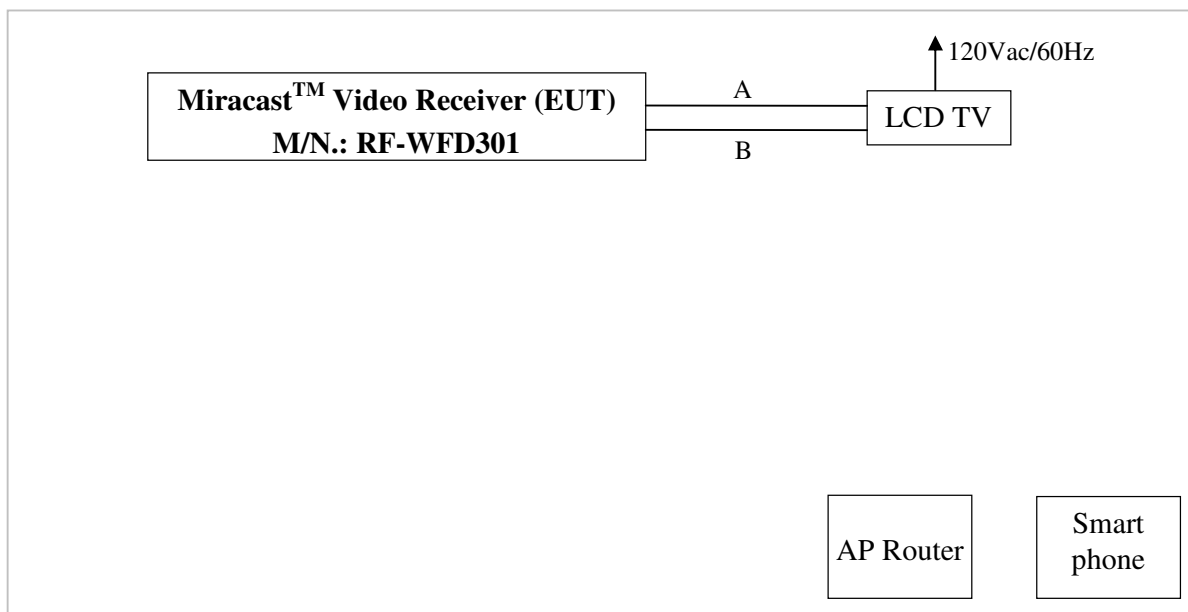 120Vac/60Hz
Miracast™ Video Receiver (EUT)
M/N.: RF-WFD301
A
B
LCD TV
AP Router
Smart
phone